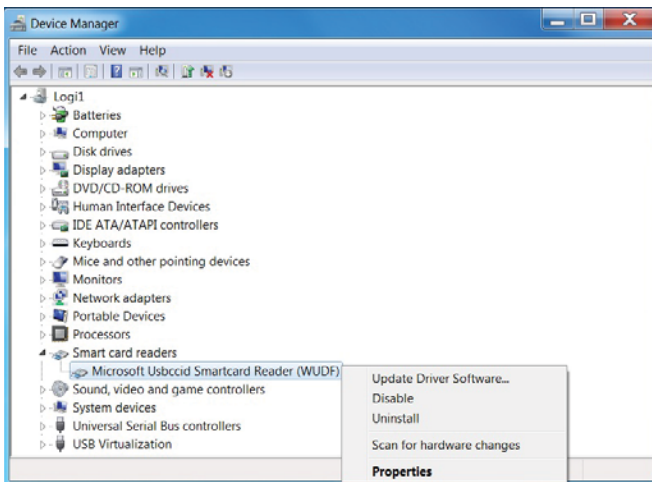 Device Manager
File Action View Help
Logi1
Batteries
Computer
Disk drives
Display adapters
DVD/CD-ROM drives
Human Interface Devices
IDE ATA/ATAPI controllers
Keyboards
Mice and other pointing devices
Monitors
Network adapters
Portable Devices
Processors
Smart card readers
Microsoft Usbccid Smartcard Reader (WUDF)
Sound, video and game controllers
System devices
Universal Serial Bus controllers
USB Virtualization
Update Driver Software...
Disable
Uninstall
Scan for hardware changes
Properties